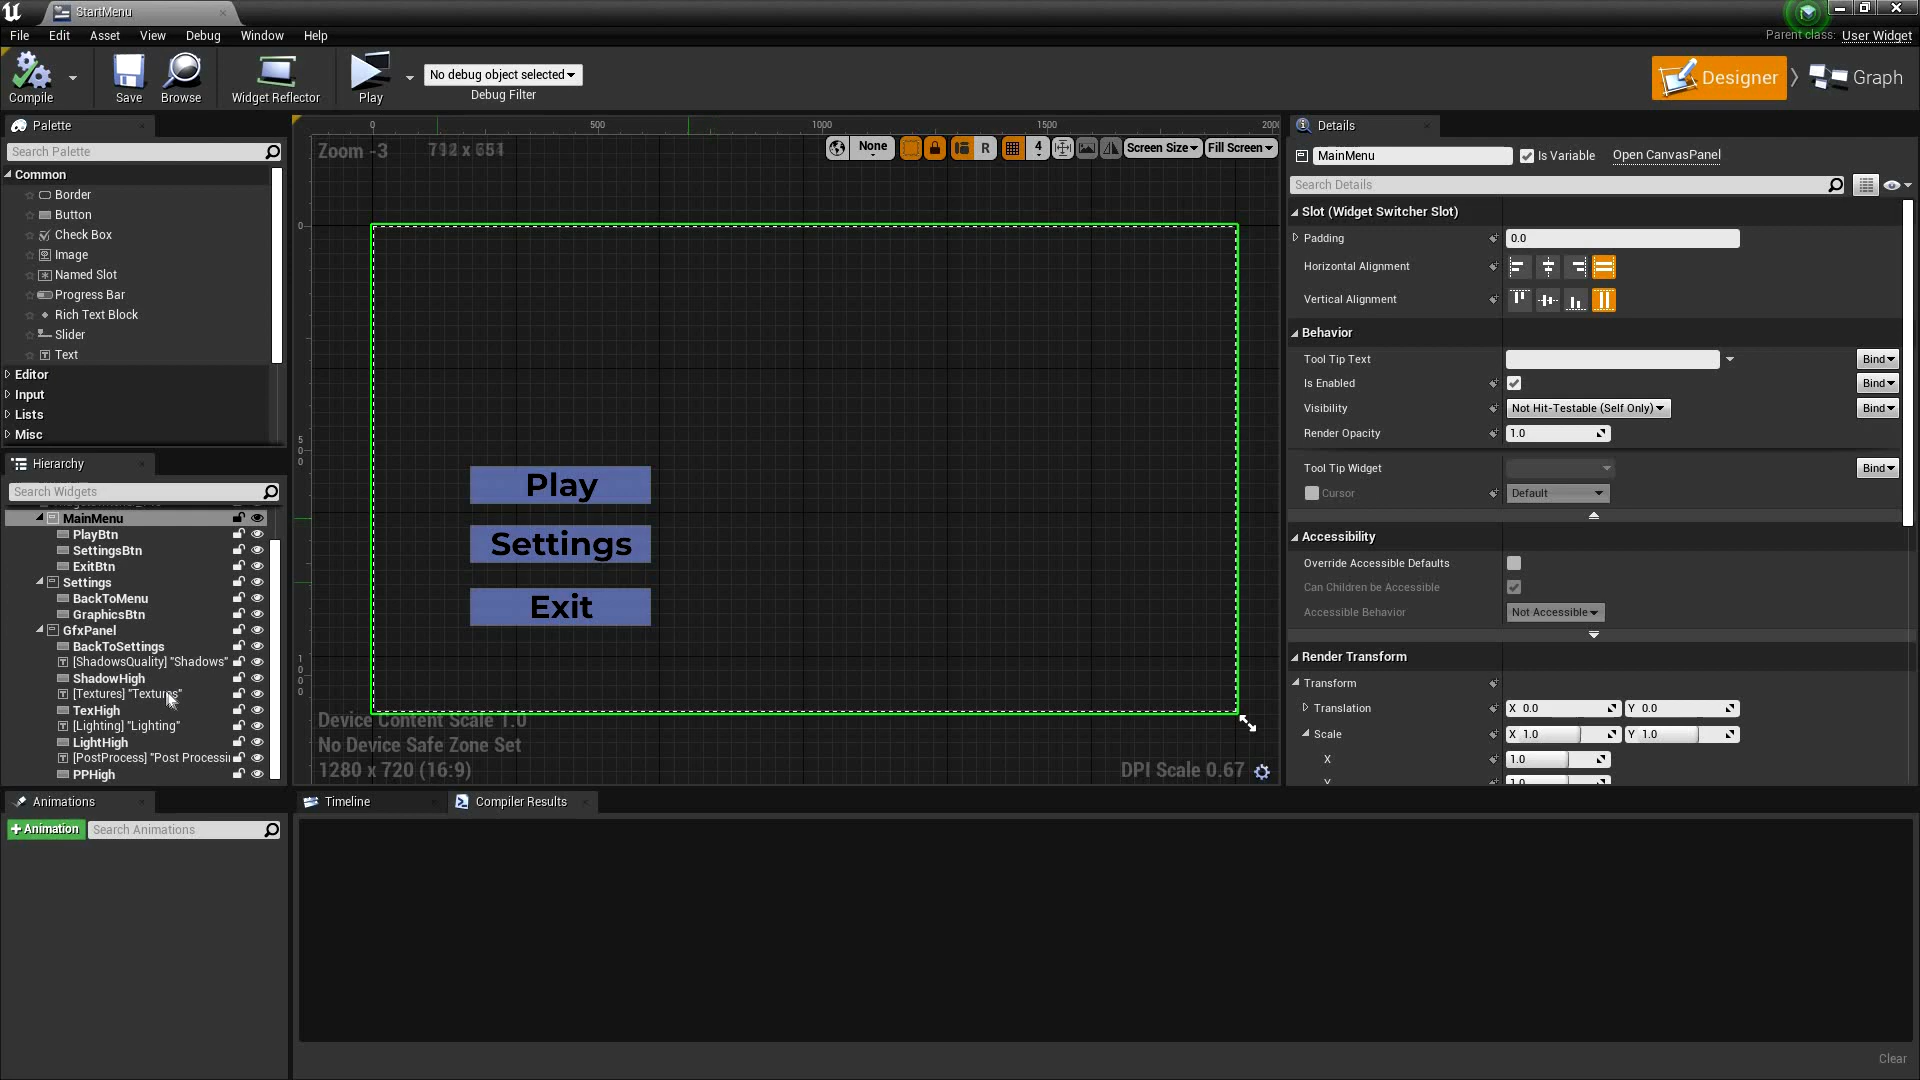 StartMenu
File Edit Asset View Debug Window Help
Parent class: User Widget
Compile Save Browse Widget Reflector Play
No debug object selected
Debug Filter
Designer Graph
Palette
Search Palette
Common
Border
Button
Check Box
Image
Named Slot
Progress Bar
Rich Text Block
Slider
Text
Editor
Input
Lists
Misc
Hierarchy
Search Widgets
MainMenu
PlayBtn
SettingsBtn
ExitBtn
Settings
BackToMenu
GraphicsBtn
GfxPanel
BackToSettings
[ShadowsQuality] "Shadows"
ShadowHigh
[Textures] "Textures"
TexHigh
[Lighting] "Lighting"
LightHigh
[PostProcess] "Post Processi
PPHigh
Animations
+Animation
Search Animations
0 500 1000 1500 2000
Zoom -3
None
R
4
Screen Size
Fill Screen
0
500
1000
Play
Settings
Exit
Device Content Scale 1.0
No Device Safe Zone Set
1280 x 720 (16:9)
DPI Scale 0.67
Timeline
Compiler Results
Clear
Details
MainMenu
Is Variable
Open CanvasPanel
Search Details
Slot (Widget Switcher Slot)
Padding 0.0
Horizontal Alignment
Vertical Alignment
Behavior
Tool Tip Text Bind
Is Enabled Bind
Visibility Not Hit-Testable (Self Only) Bind
Render Opacity 1.0
Tool Tip Widget Bind
Cursor Default
Accessibility
Override Accessible Defaults
Can Children be Accessible
Accessible Behavior Not Accessible
Render Transform
Transform
Translation X 0.0 Y 0.0
Scale X 1.0 Y 1.0
X 1.0
Y 1.0